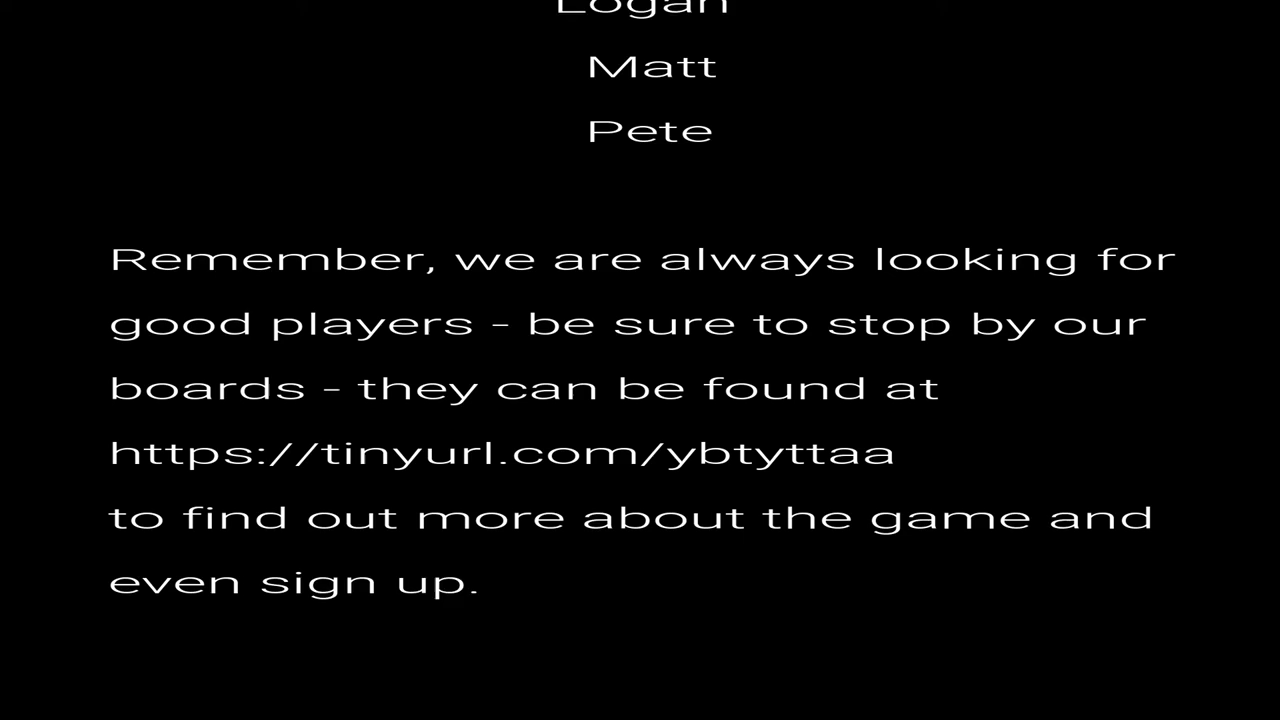 Logan
Matt
Pete
Remember, we are always looking for
good players - be sure to stop by our
boards - they can be found at
https://tinyurl.com/ybtyttaa
to find out more about the game and
even sign up.